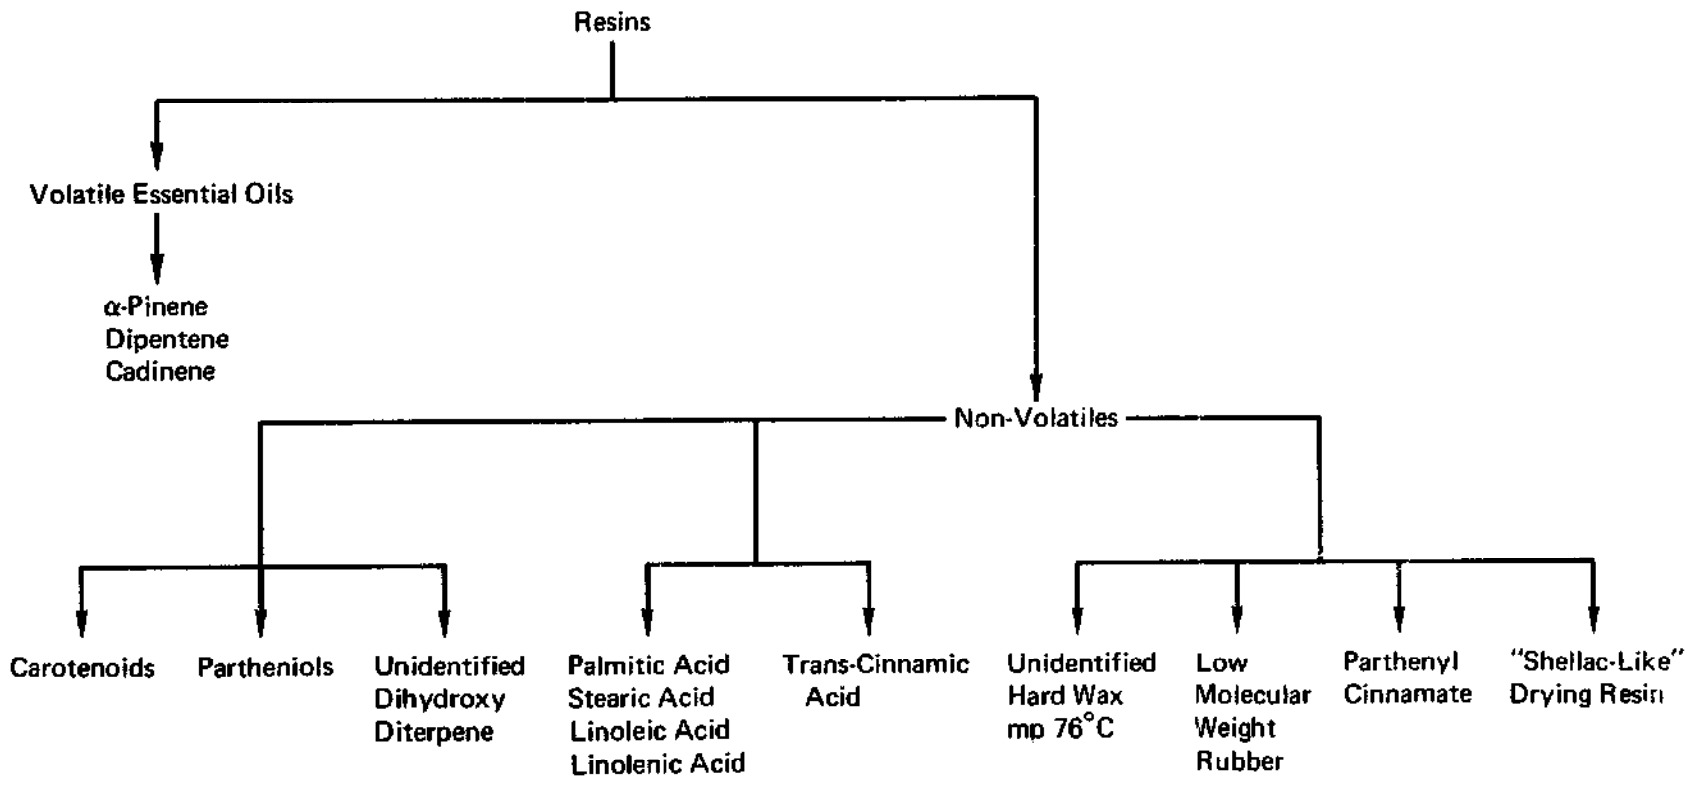 Resins
Volatile Essential Oils
α-Pinene
Dipentene
Cadinene
Non-Volatiles
Carotenoids
Partheniols
Unidentified
Dihydroxy
Diterpene
Palmitic Acid
Stearic Acid
Linoleic Acid
Linolenic Acid
Trans-Cinnamic
Acid
Unidentified
Hard Wax
mp 76°C
Low
Molecular
Weight
Rubber
Parthenyl
Cinnamate
"Shellac-Like"
Drying Resin